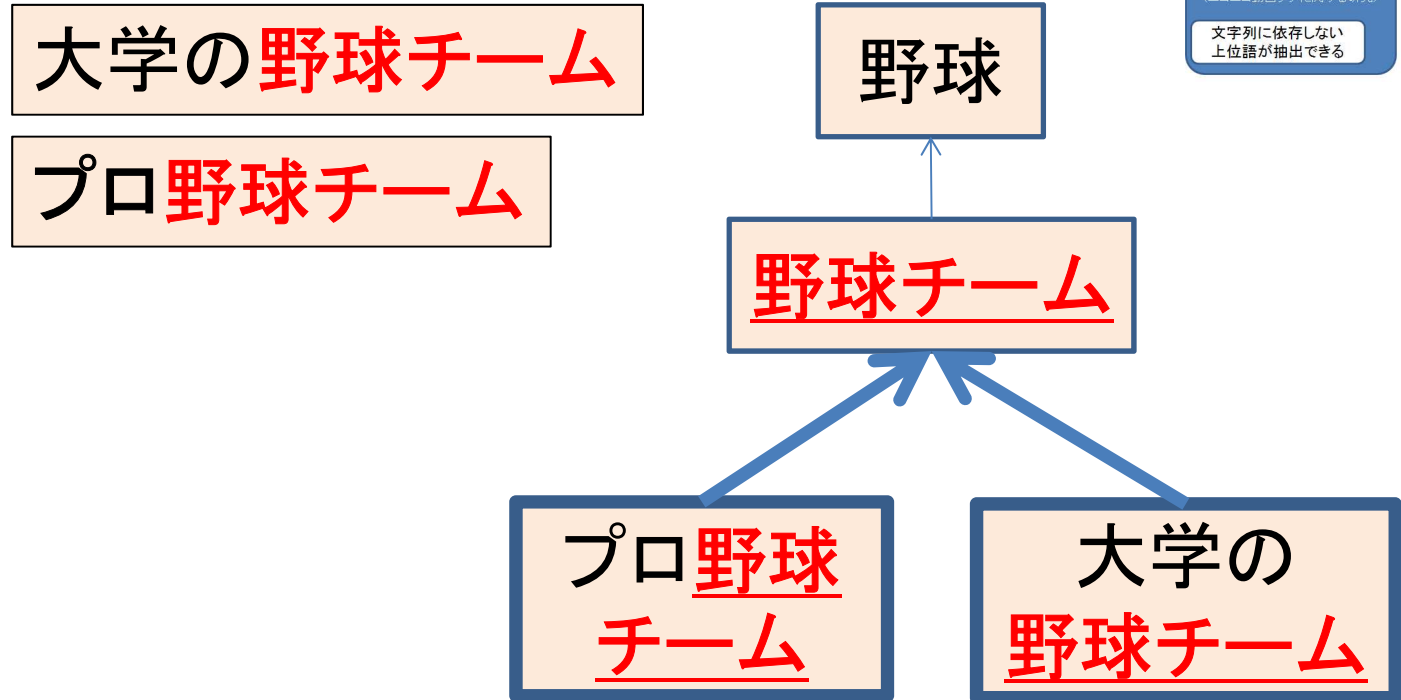 大学の野球チーム
プロ野球チーム
野球
文字列に依存しない
上位語が抽出できる
野球チーム
プロ野球
チーム
大学の
野球チーム